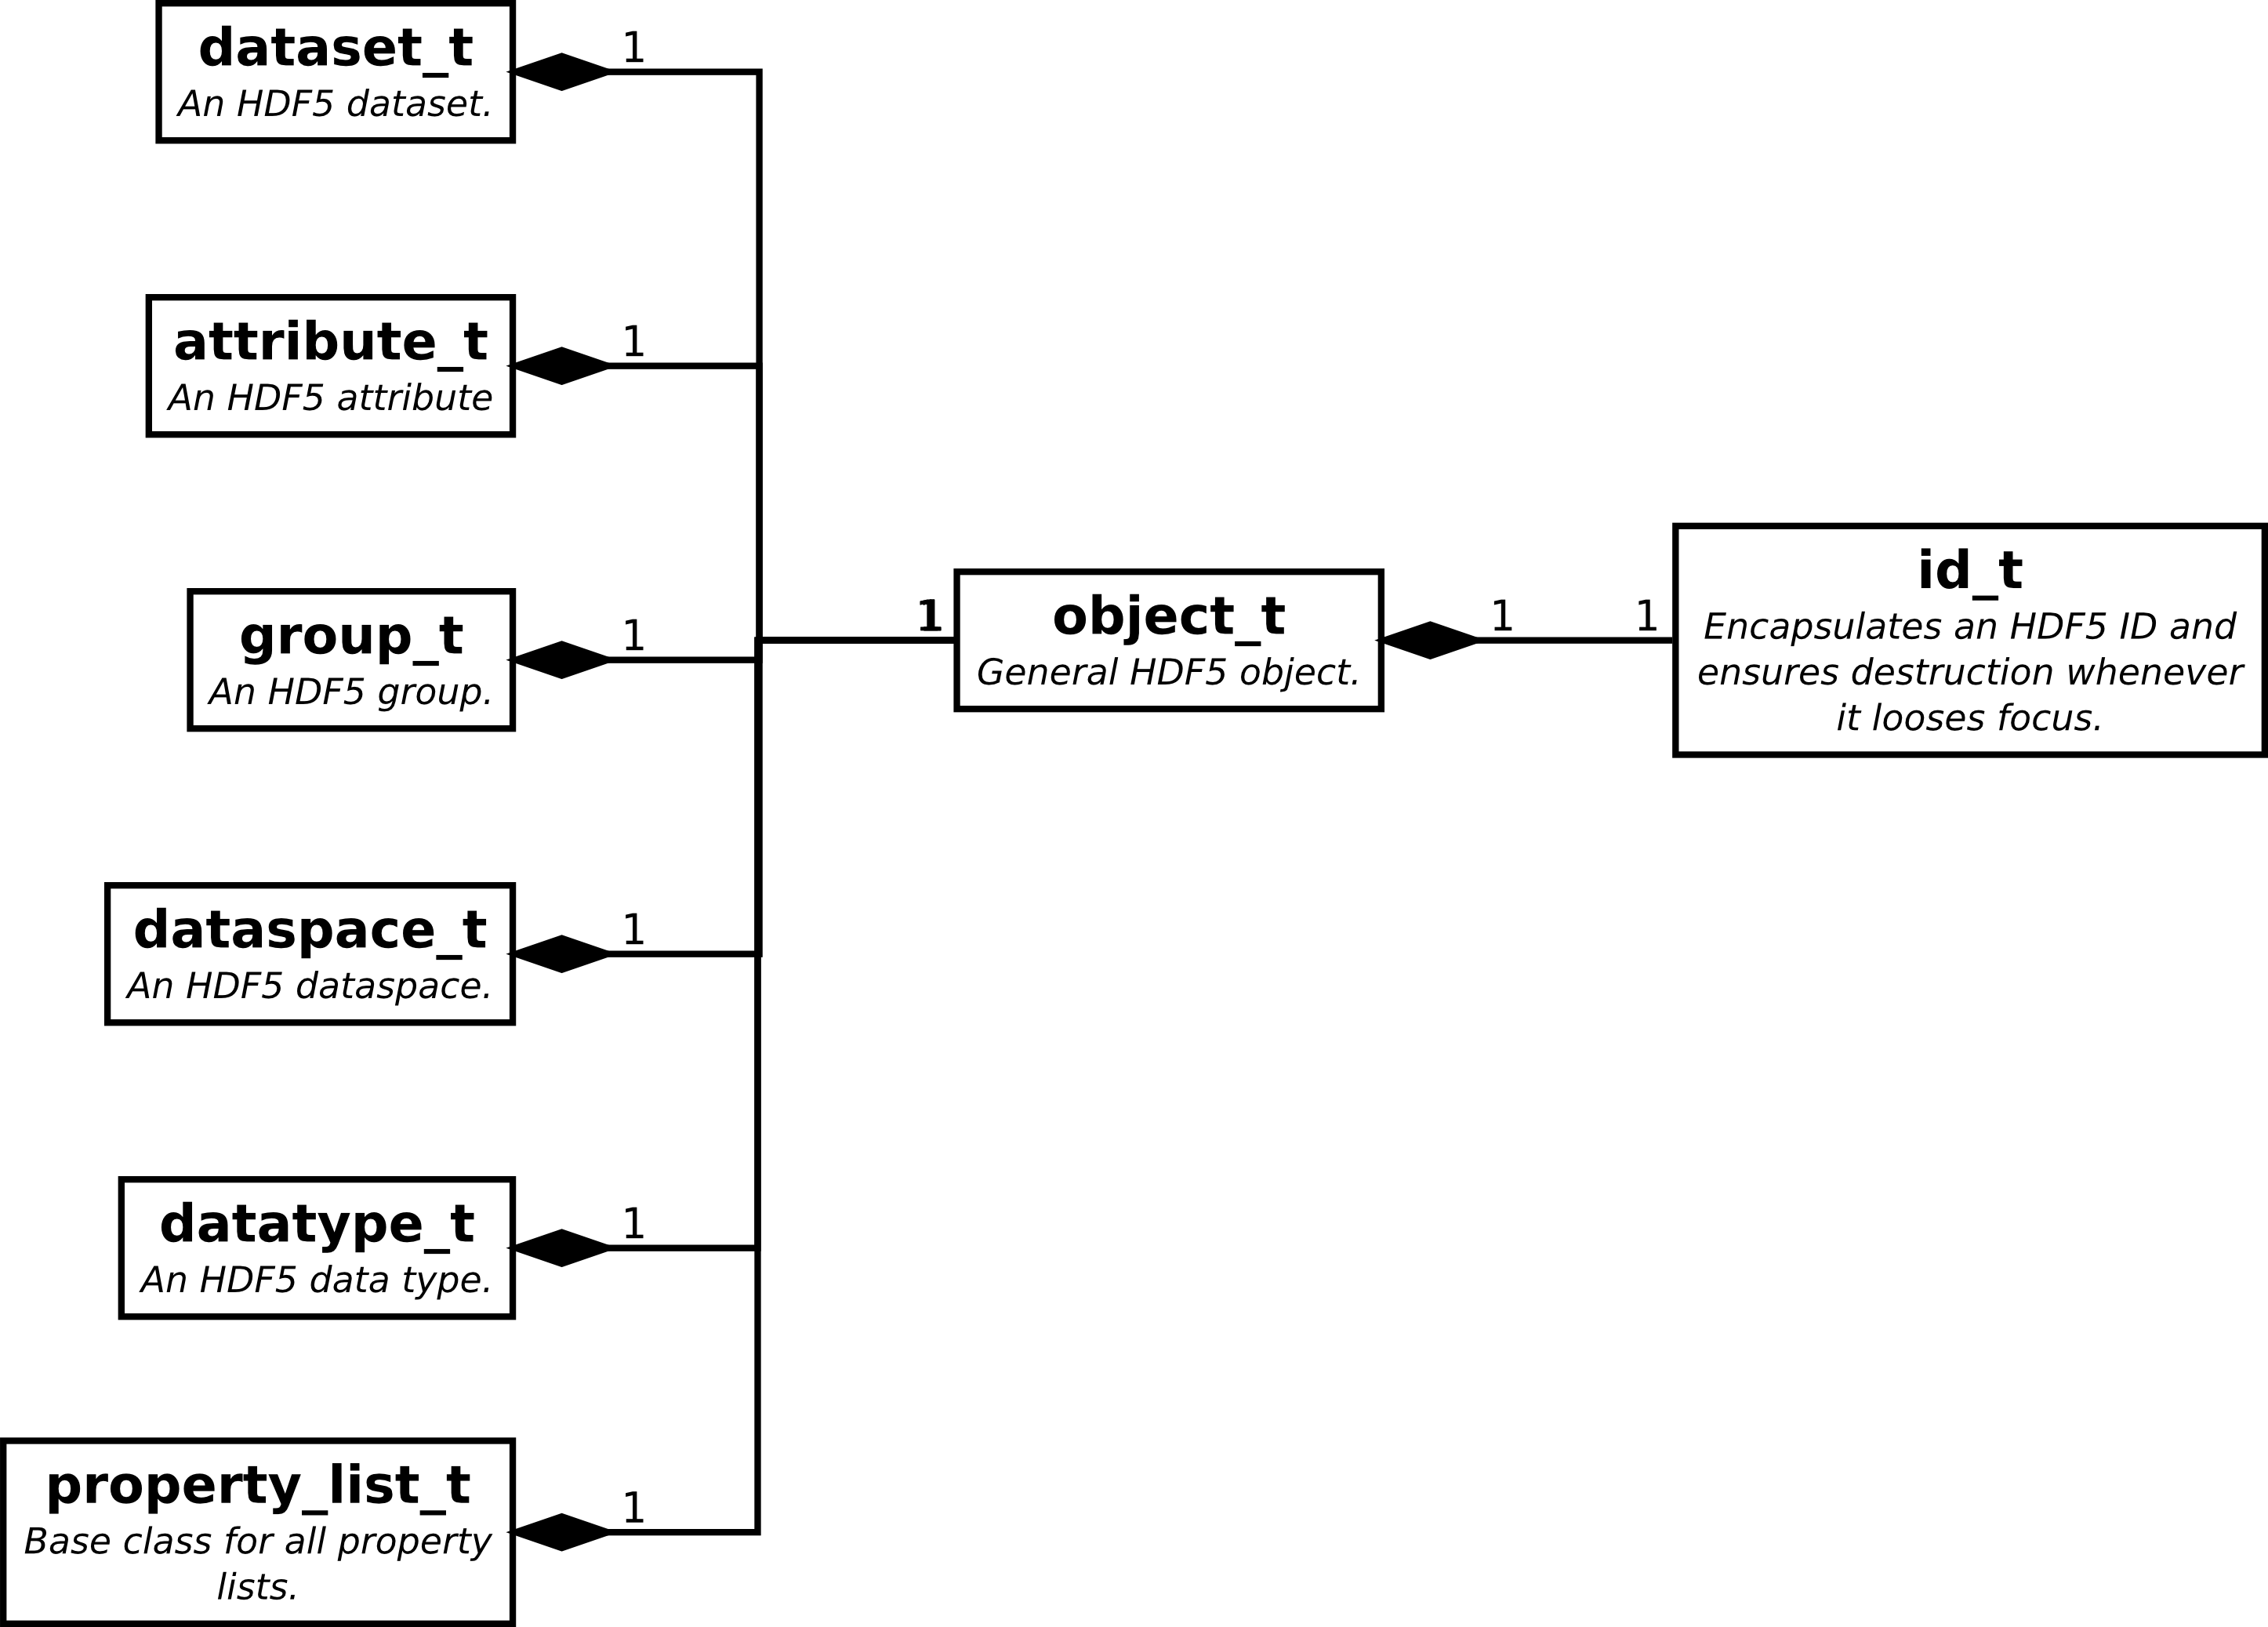 dataset_t
An HDF5 dataset.
1
attribute_t
An HDF5 attribute
1
group_t
An HDF5 group.
1
dataspace_t
An HDF5 dataspace.
1
datatype_t
An HDF5 data type.
1
property_list_t
Base class for all property
lists.
1
1
object_t
General HDF5 object.
1
1
id_t
Encapsulates an HDF5 ID and
ensures destruction whenever
it looses focus.